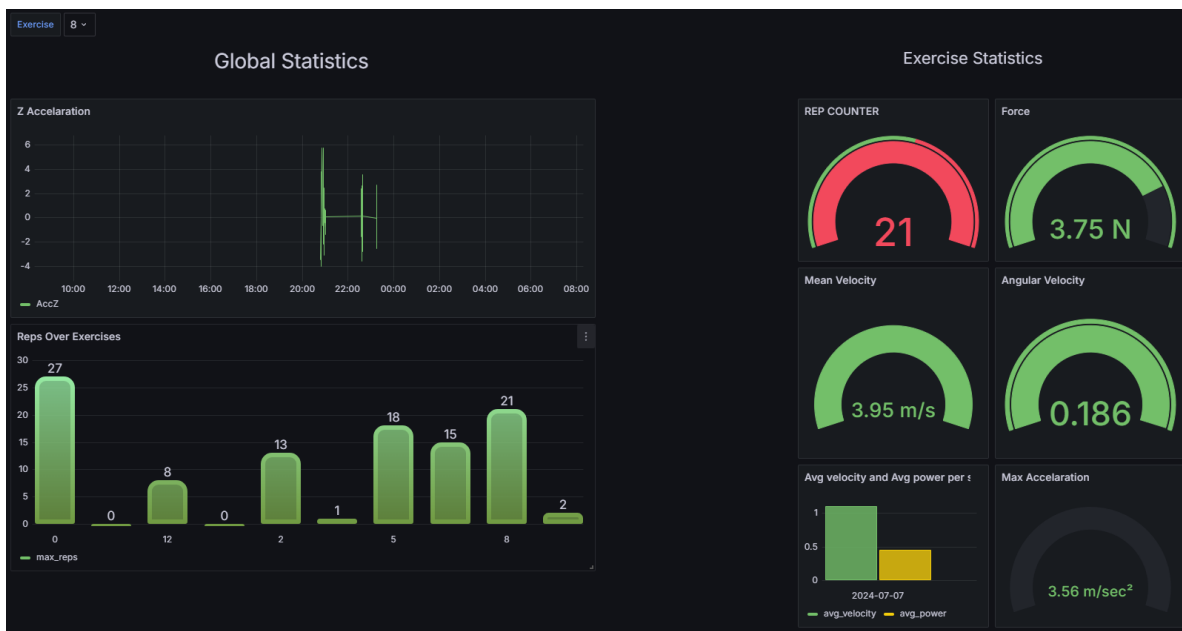 Exercise 8
Global Statistics
Exercise Statistics
Z Accelaration
6
4
2
0
-2
-4
10:00 12:00 14:00 16:00 18:00 20:00 22:00 00:00 02:00 04:00 06:00 08:00
AccZ
Reps Over Exercises
30
25
20
15
10
5
0
27 0 8 0 13 1 18 15 21 2
0 12 2 5 8
max_reps
REP COUNTER
21
Force
3.75 N
Mean Velocity
3.95 m/s
Angular Velocity
0.186
Avg velocity and Avg power per s
1
0.5
0
2024-07-07
avg_velocity avg_power
Max Accelaration
3.56 m/sec²